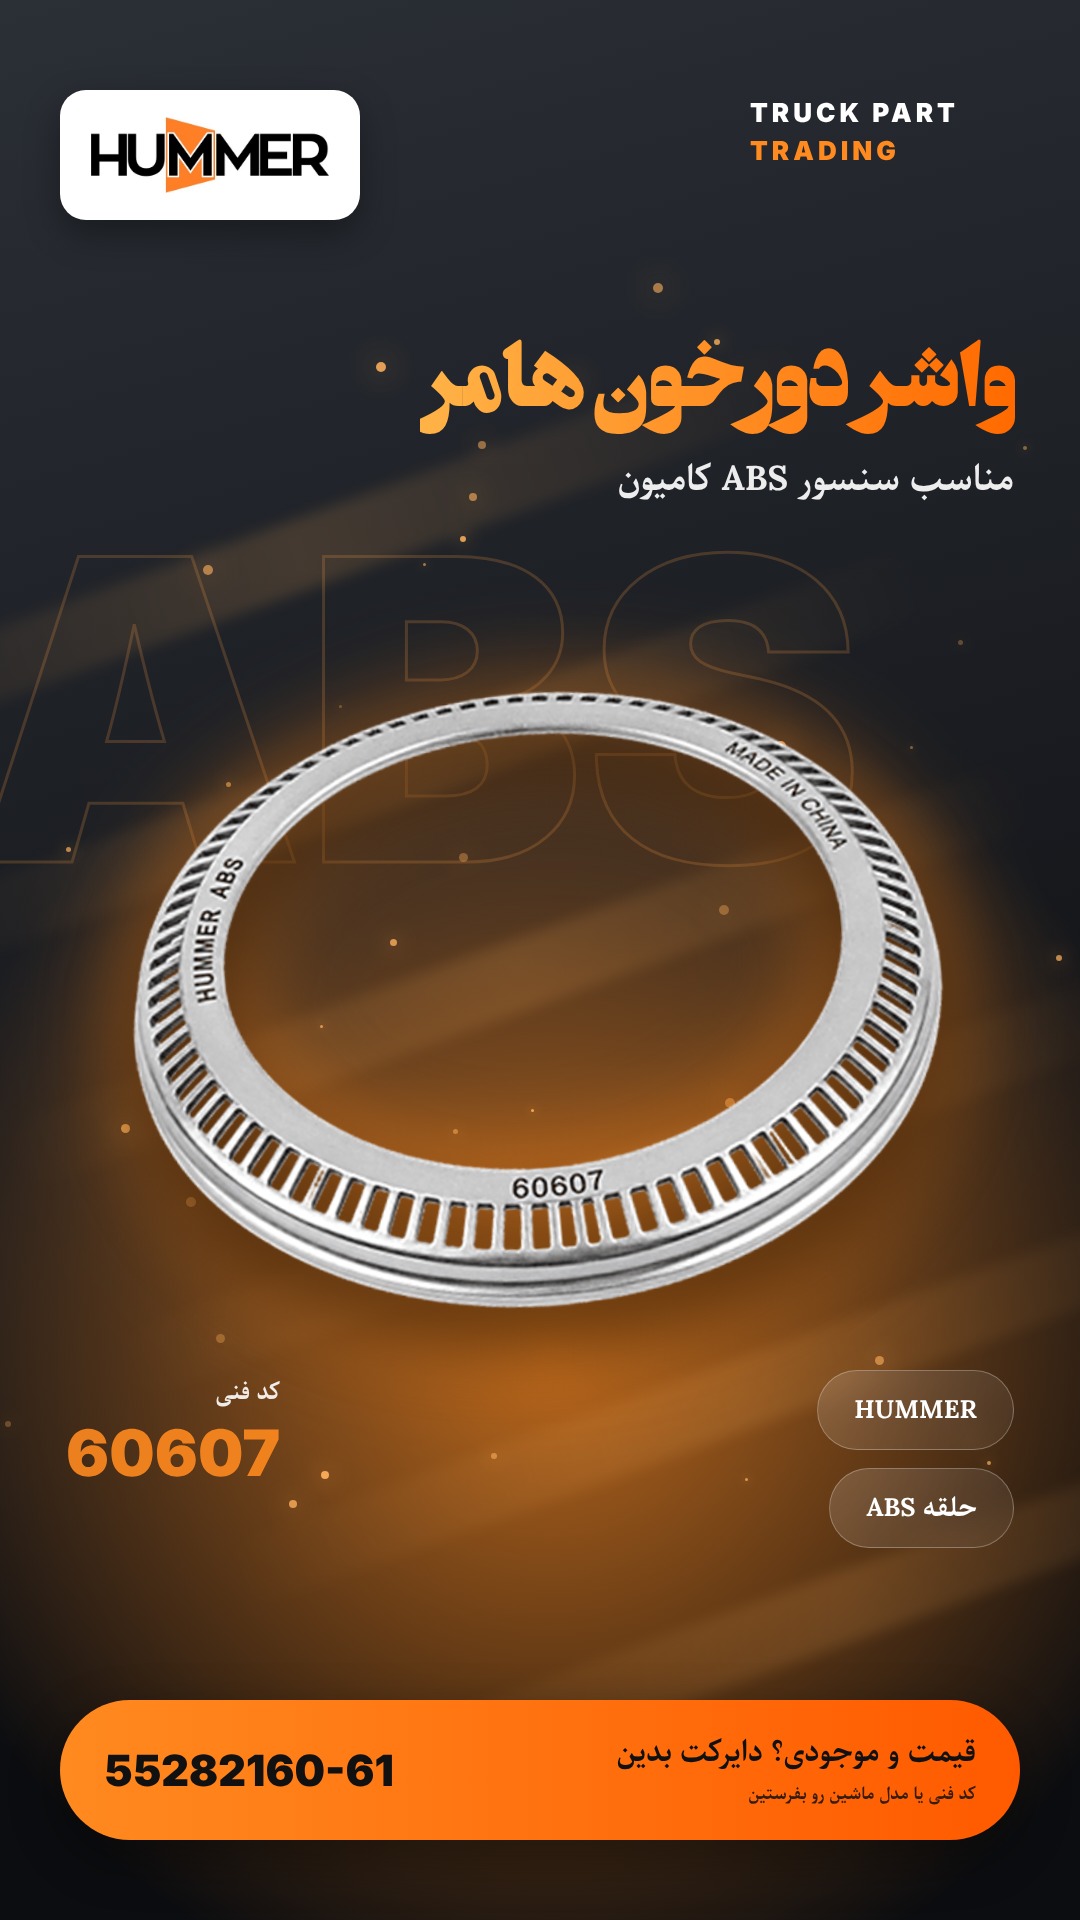 HUMMER
TRUCK PART
TRADING
واشر دورخون هامر
مناسب سنسور ABS کامیون
ABS
MADE IN CHINA
HUMMER ABS
60607
کد فنی
60607
HUMMER
حلقه ABS
قیمت و موجودی؟ دایرکت بدین
کد فنی یا مدل ماشین رو بفرستین
55282160-61